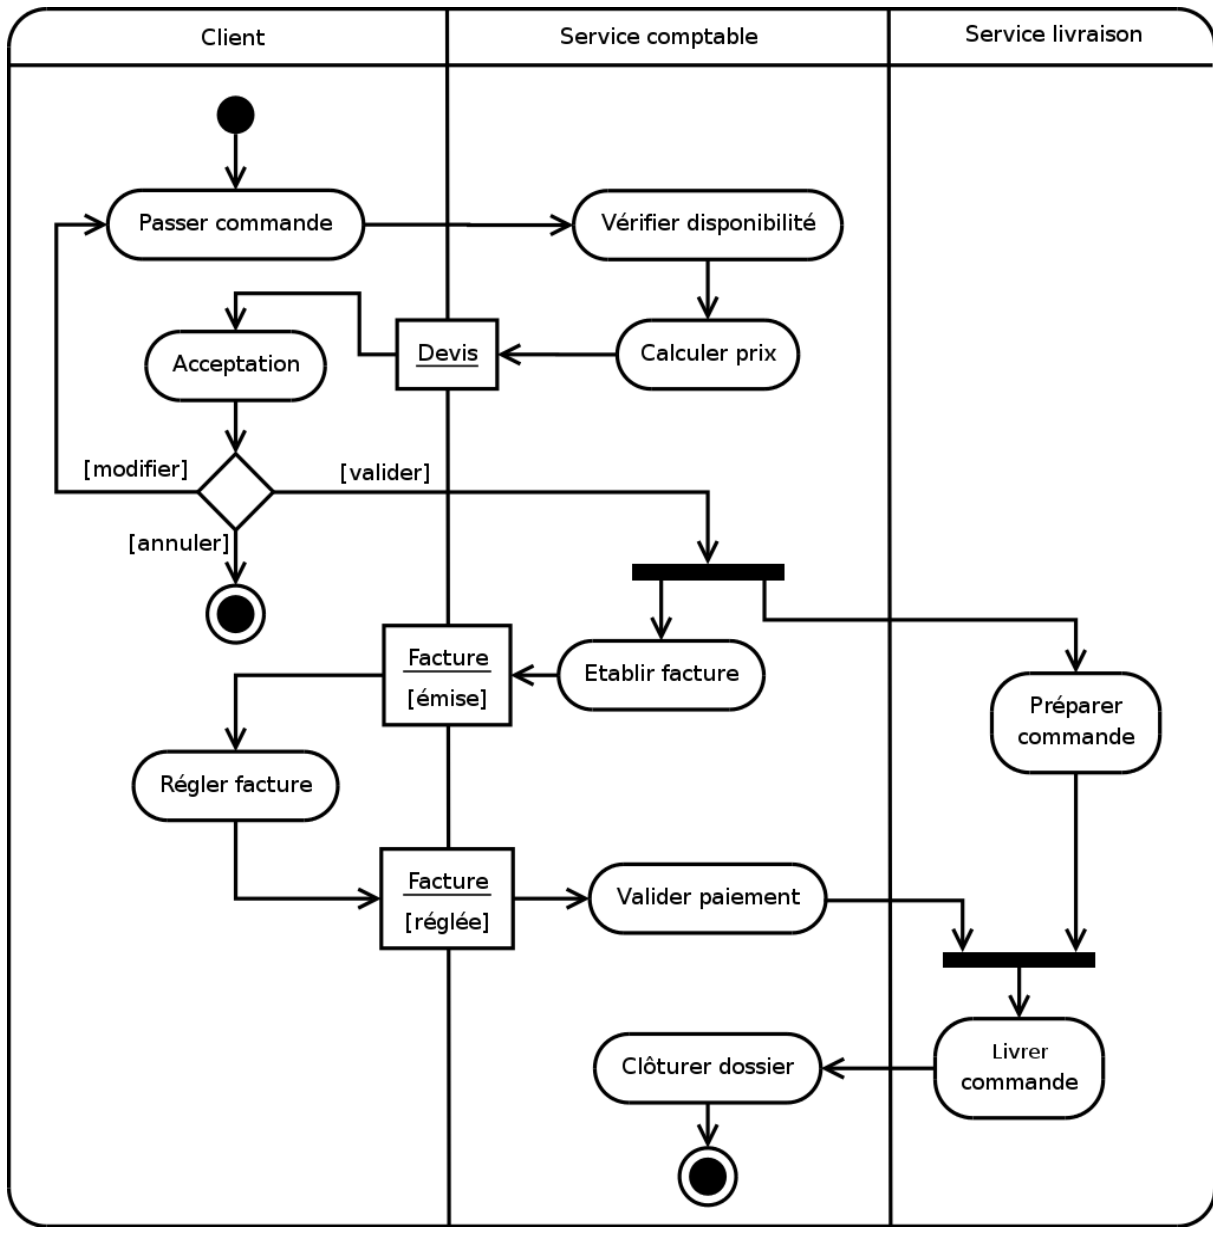 Client
Service comptable
Service livraison
Passer commande
Vérifier disponibilité
Devis
Calculer prix
Acceptation
[modifier]
[valider]
[annuler]
Facture
[émise]
Etablir facture
Préparer
commande
Régler facture
Facture
[réglée]
Valider paiement
Livrer
commande
Clôturer dossier